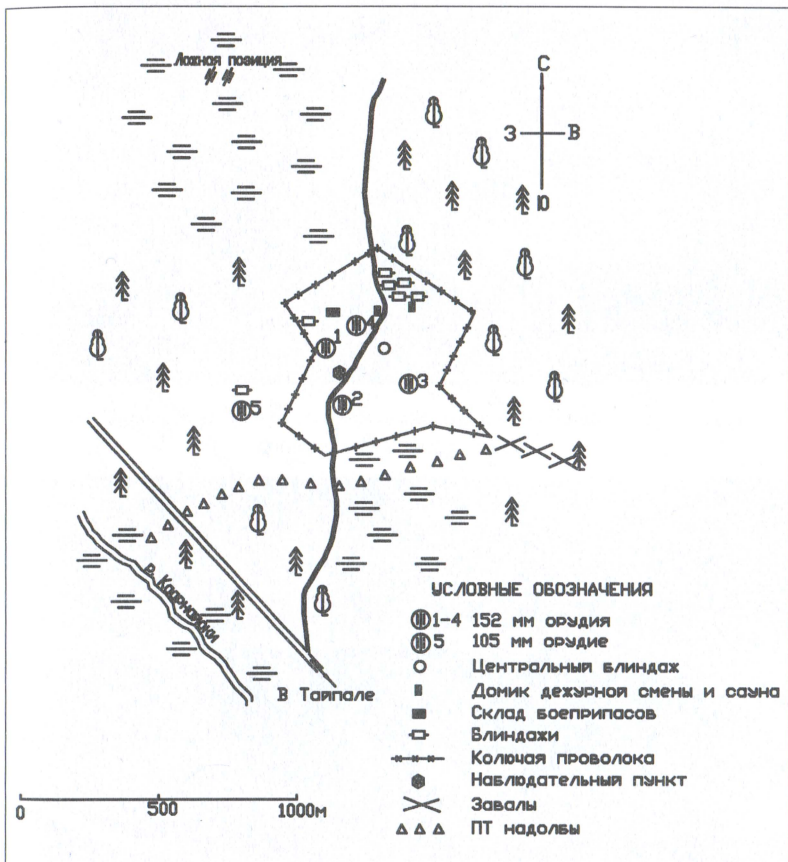 Ложная позиция
С
З
В
Ю
4
1
3
2
5
р. Каарнайоки
В Тайпале
УСЛОВНЫЕ ОБОЗНАЧЕНИЯ
1-4 152 мм орудия
5 105 мм орудие
Центральный блиндаж
Домик дежурной смены и сауна
Склад боеприпасов
Блиндажи
Колючая проволока
Наблюдательный пункт
Завалы
ПТ надолбы
0 500 1000м